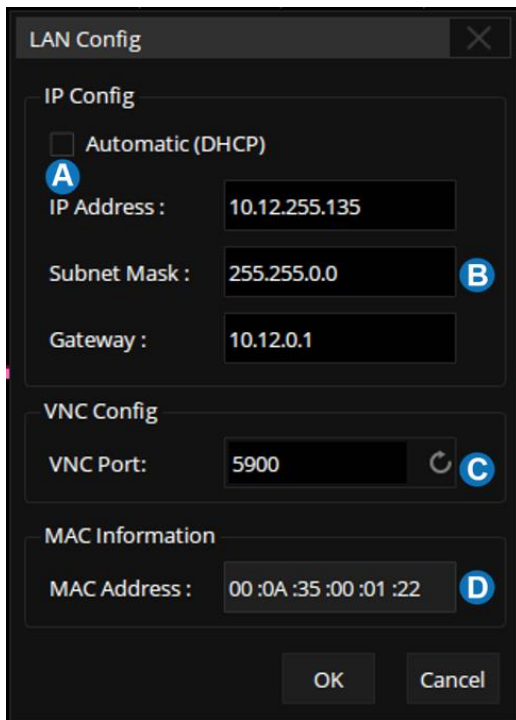 LAN Config
IP Config
Automatic (DHCP)
A
IP Address : 10.12.255.135
Subnet Mask : 255.255.0.0 B
Gateway : 10.12.0.1
VNC Config
VNC Port: 5900 C
MAC Information
MAC Address : 00 :0A :35 :00 :01 :22 D
OK Cancel